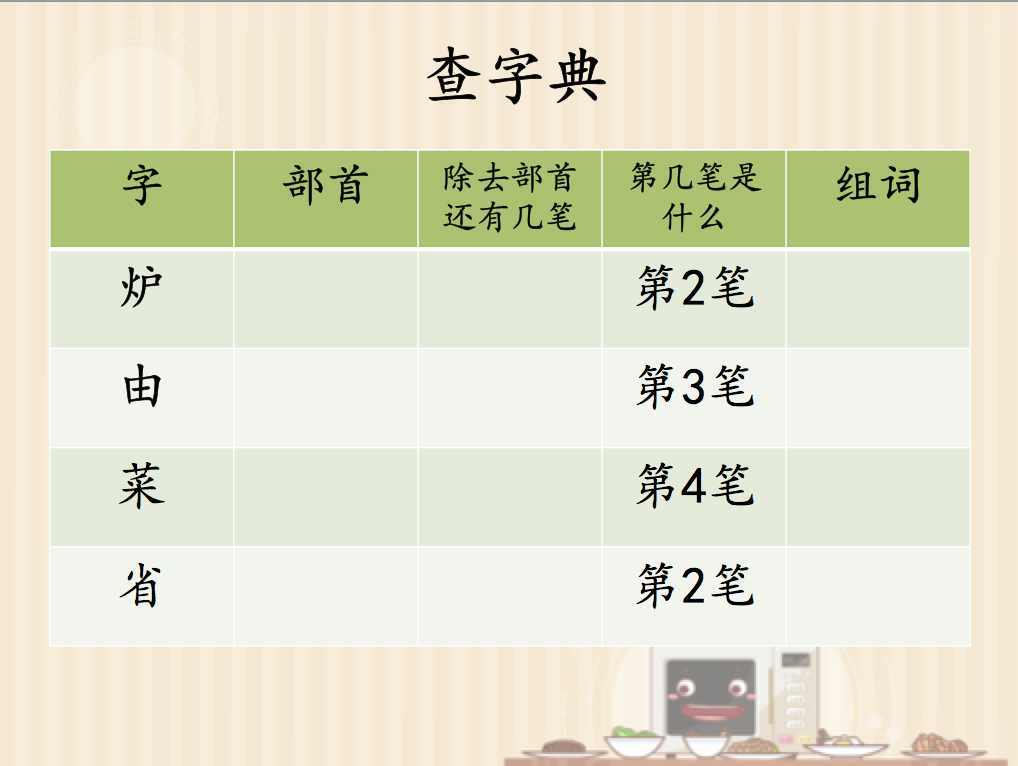 查字典
字 部首 除去部首 第几笔是 组词
还有几笔 什么
炉 第2笔
由 第3笔
菜 第4笔
省 第2笔